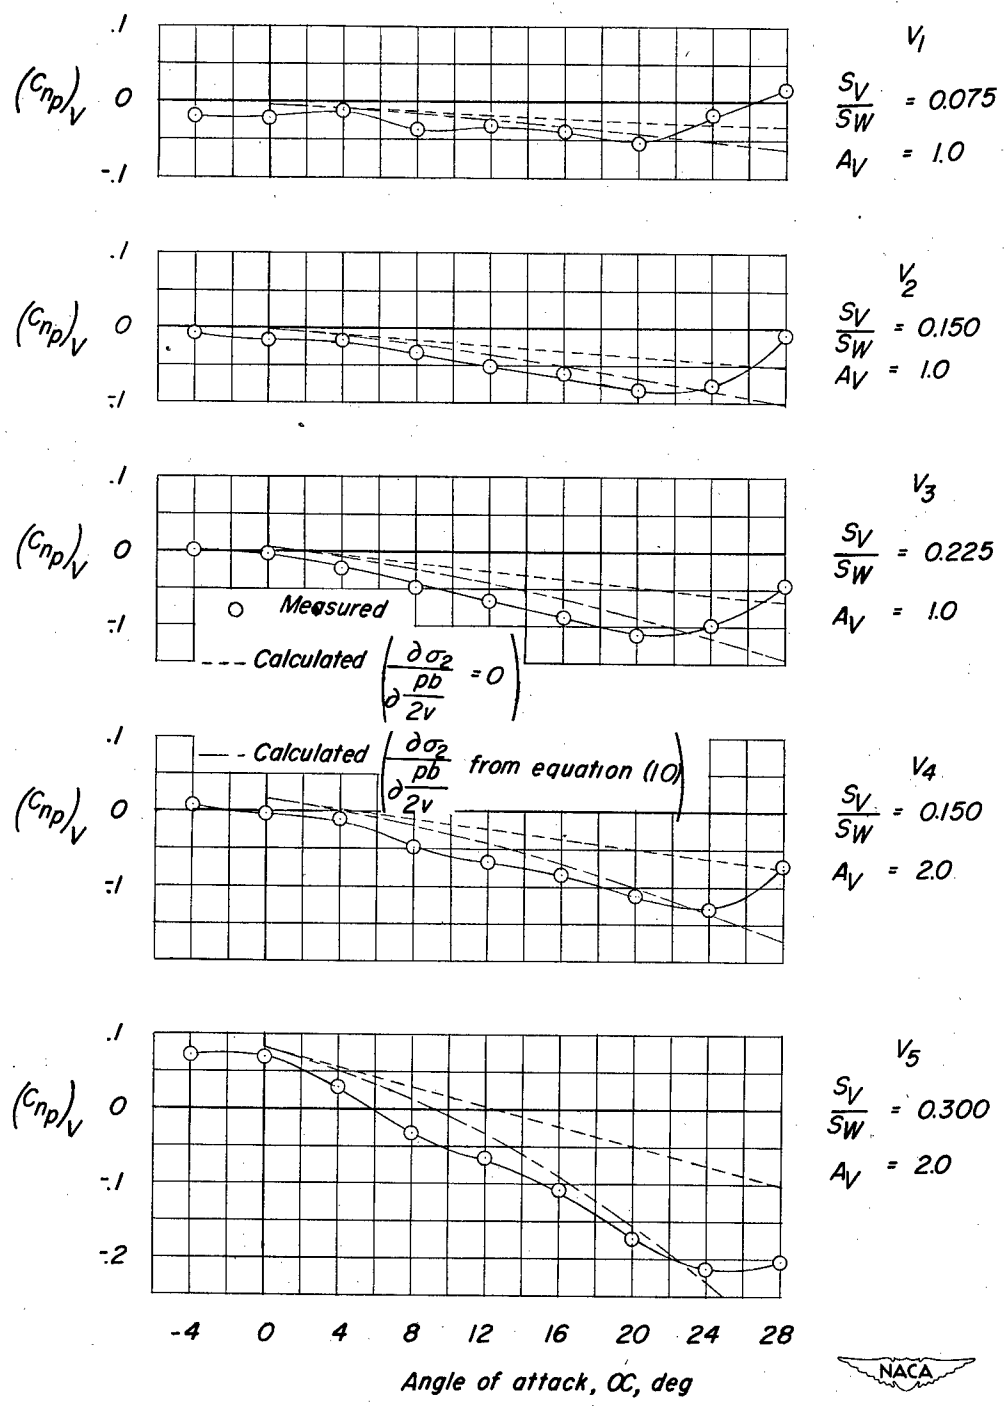 .1
(Cnp)V 0
-.1
V1
SV/SW = 0.075
AV = 1.0
.1
(Cnp)V 0
-.1
V2
SV/SW = 0.150
AV = 1.0
.1
(Cnp)V 0
-.1
V3
SV/SW = 0.225
AV = 1.0
Measured
--- Calculated (∂σ2/∂ pb/2v = 0)
— - Calculated (∂σ2/∂ pb/2v from equation (10))
.1
(Cnp)V 0
-.1
V4
SV/SW = 0.150
AV = 2.0
.1
(Cnp)V 0
-.1
-.2
V5
SV/SW = 0.300
AV = 2.0
-4 0 4 8 12 16 20 24 28
Angle of attack, α, deg
NACA